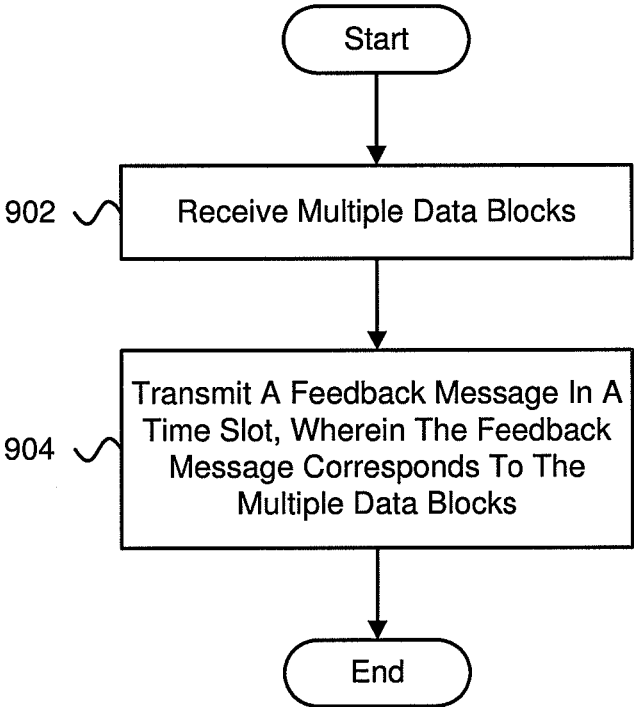 Start
902
Receive Multiple Data Blocks
904
Transmit A Feedback Message In A
Time Slot, Wherein The Feedback
Message Corresponds To The
Multiple Data Blocks
End